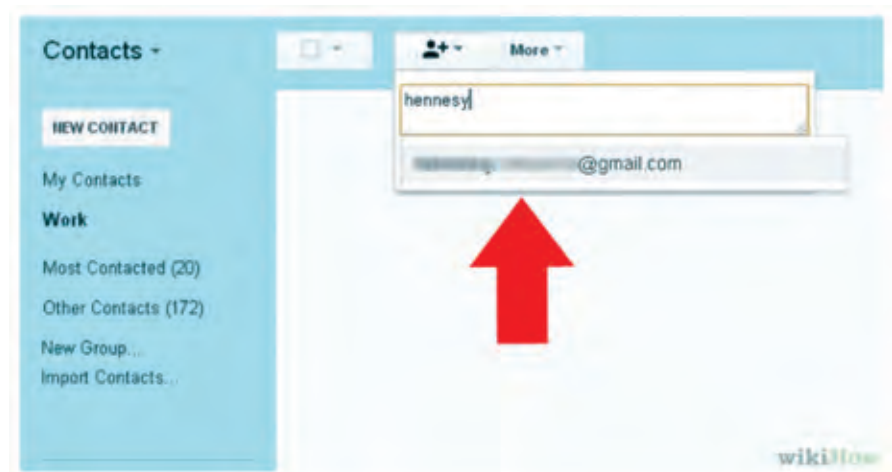 Contacts
More
hennesy
NEW CONTACT
@gmail.com
My Contacts
Work
Most Contacted (20)
Other Contacts (172)
New Group...
Import Contacts...
wikiHow